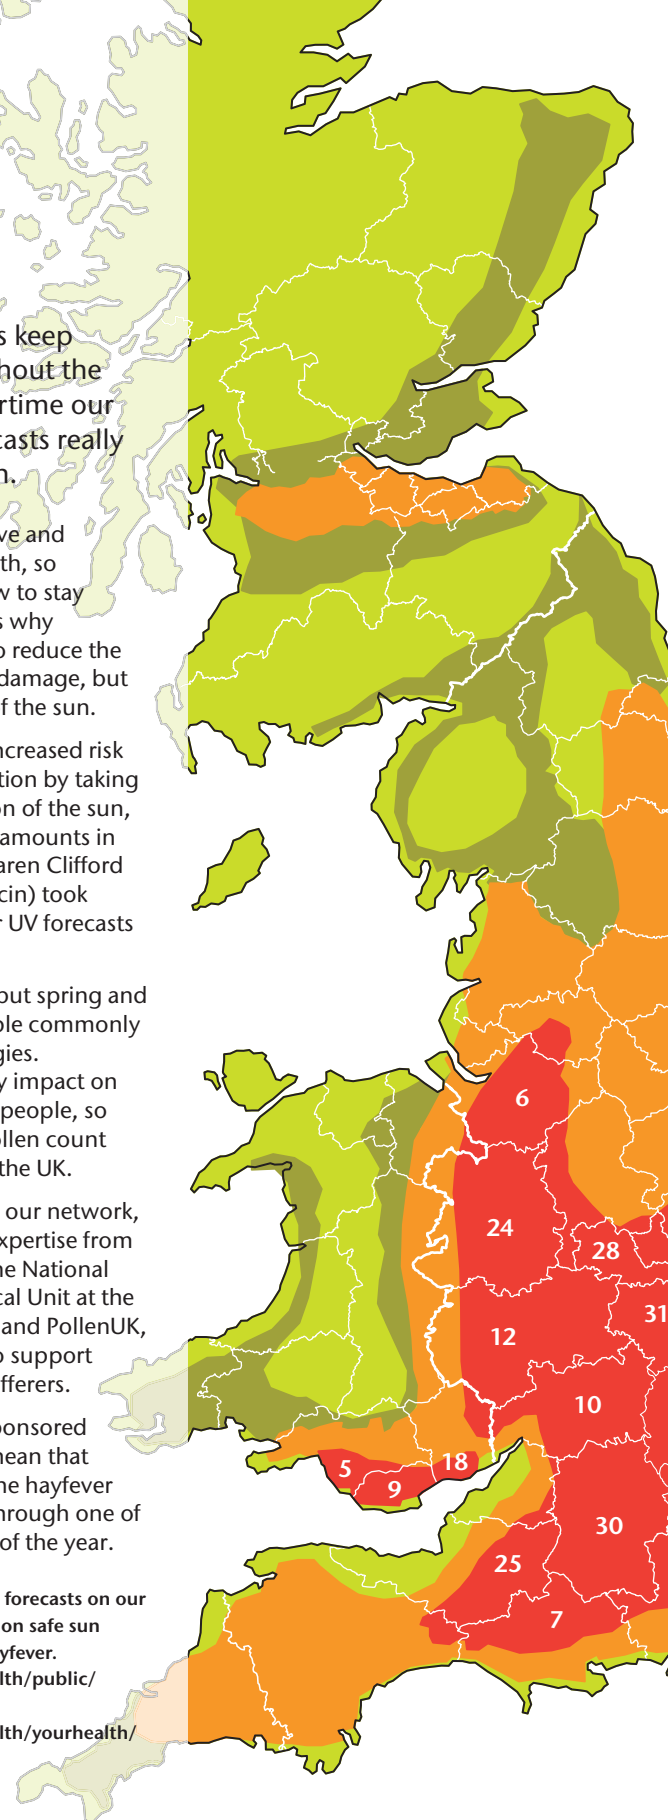 s keep
hout the
rtime our
casts really
n.
ve and
th, so
w to stay
s why
o reduce the
damage, but
f the sun.
ncreased risk
tion by taking
on of the sun,
amounts in
aren Clifford
cin) took
r UV forecasts
out spring and
ple commonly
gies.
y impact on
people, so
ollen count
the UK.
our network,
xpertise from
he National
cal Unit at the
and PollenUK,
o support
fferers.
ponsored
mean that
he hayfever
hrough one of
of the year.
forecasts on our
on safe sun
yfever.
lth/public/
lth/yourhealth/
6
24
28
31
12
10
18
5
9
30
25
7